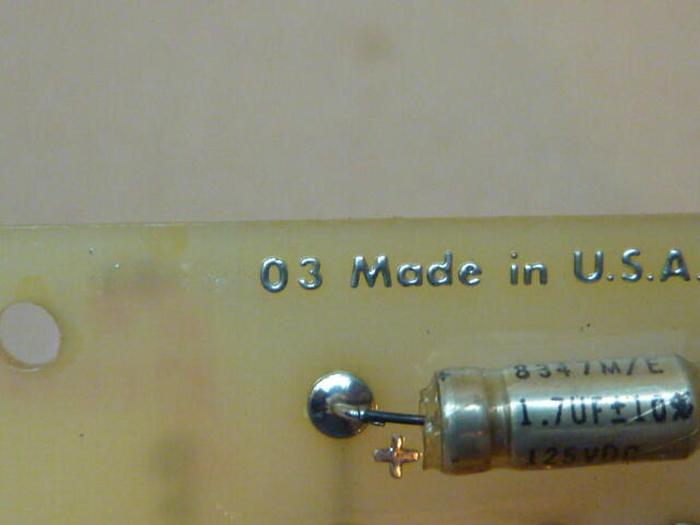 03 Made in U.S.A.
8347M/E
1.7UF±10%
125VDC
+